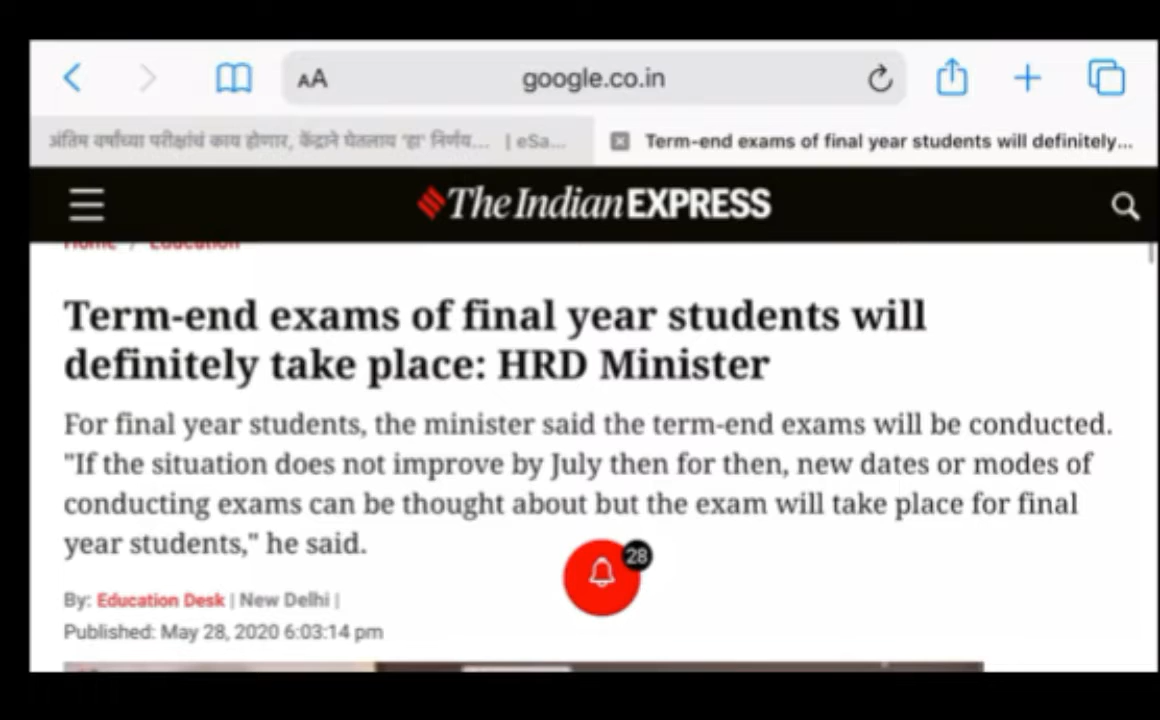 AA
google.co.in
अंतिम वर्षाच्या परीक्षांचं काय होणार, केंद्राने घेतलाय 'हा' निर्णय... | eSa...
Term-end exams of final year students will definitely...
The Indian EXPRESS
Home / Education
Term-end exams of final year students will
definitely take place: HRD Minister
For final year students, the minister said the term-end exams will be conducted.
"If the situation does not improve by July then for then, new dates or modes of
conducting exams can be thought about but the exam will take place for final
year students," he said.
28
By: Education Desk | New Delhi |
Published: May 28, 2020 6:03:14 pm